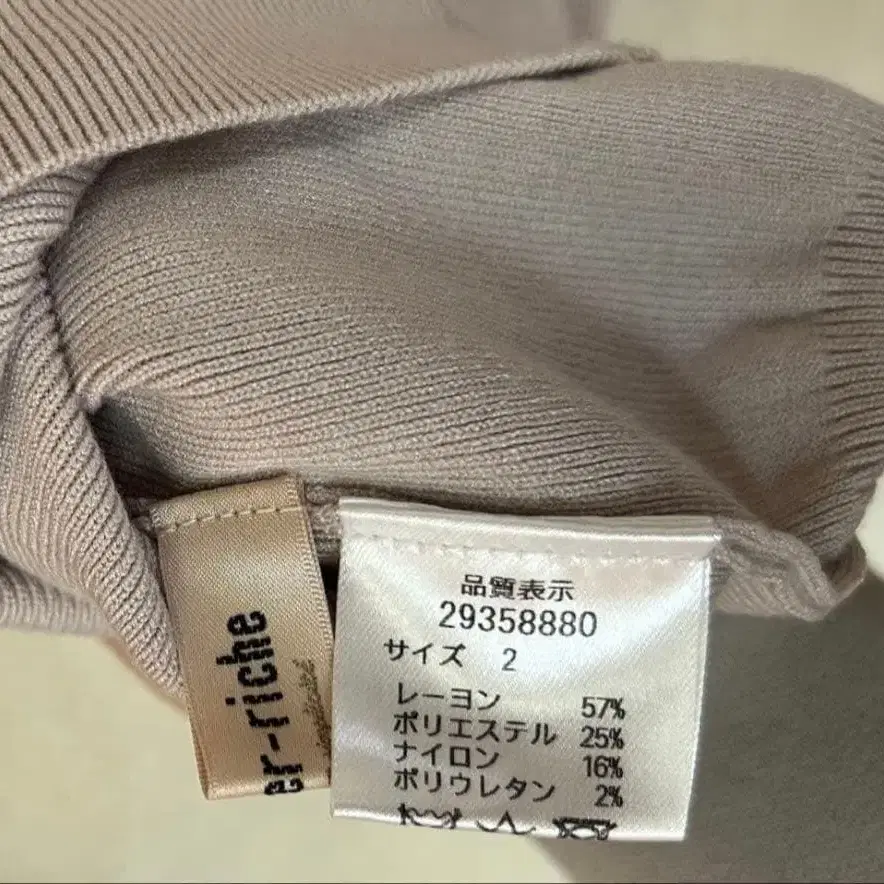 er-riche
品質表示
29358880
サイズ 2
レーヨン 57%
ポリエステル 25%
ナイロン 16%
ポリウレタン 2%